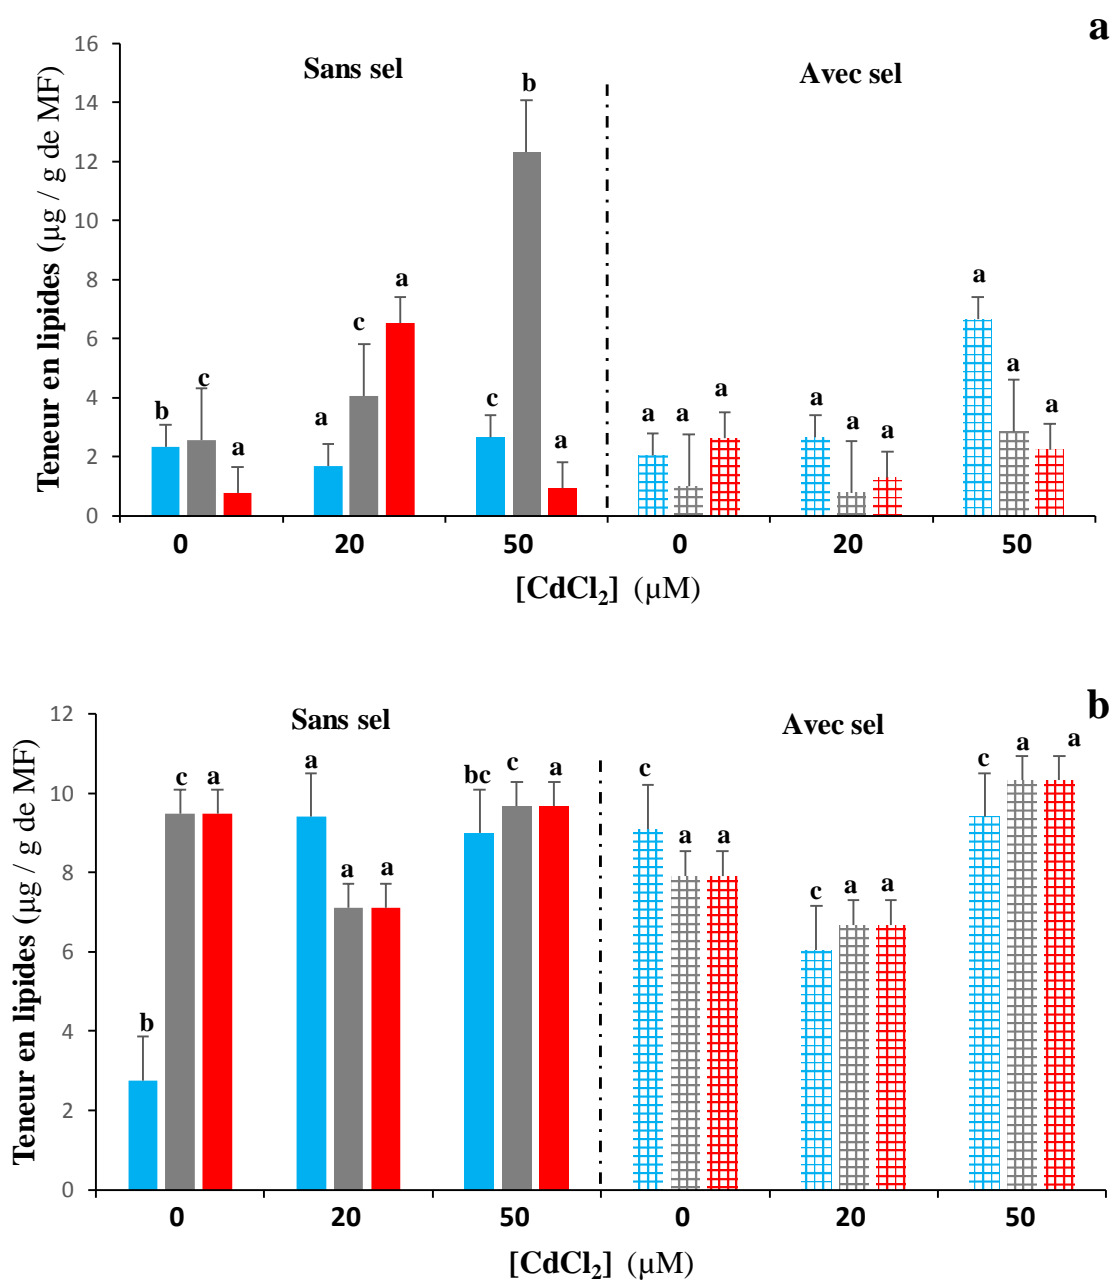 a
Sans sel
Avec sel
Teneur en lipides (µg / g de MF)
16
14
12
10
8
6
4
2
0
b c a
a c a
c b a
a a a
a a a
a a a
0 20 50 0 20 50
[CdCl₂] (µM)
b
Sans sel
Avec sel
Teneur en lipides (µg / g de MF)
12
10
8
6
4
2
0
b c a
a a a
bc c a
c a a
c a a
c a a
0 20 50 0 20 50
[CdCl₂] (µM)